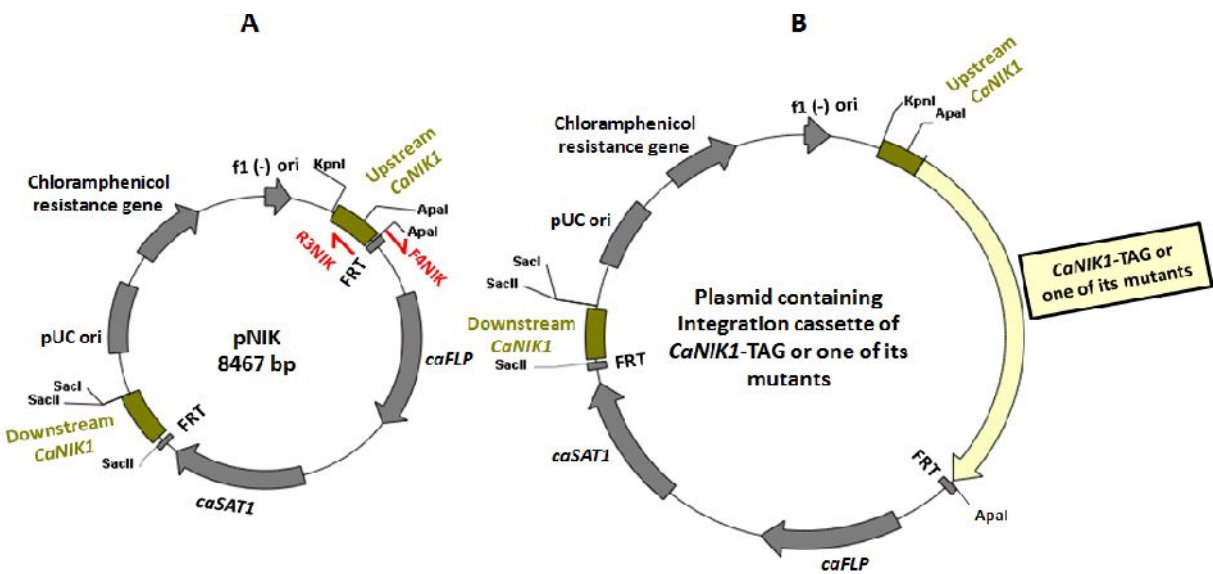 A
f1 (-) ori
KpnI
Upstream
CaNIK1
ApaI
ApaI
Chloramphenicol
resistance gene
R3NIK
FRT
F4NIK
pUC ori
pNIK
8467 bp
caFLP
SacI
SacII
Downstream
CaNIK1
SacII
FRT
caSAT1
B
f1 (-) ori
KpnI
Upstream
CaNIK1
ApaI
Chloramphenicol
resistance gene
pUC ori
CaNIK1-TAG or
one of its mutants
SacI
SacII
Plasmid containing
Integration cassette of
CaNIK1-TAG or one of its
mutants
Downstream
CaNIK1
SacII
FRT
caSAT1
FRT
ApaI
caFLP